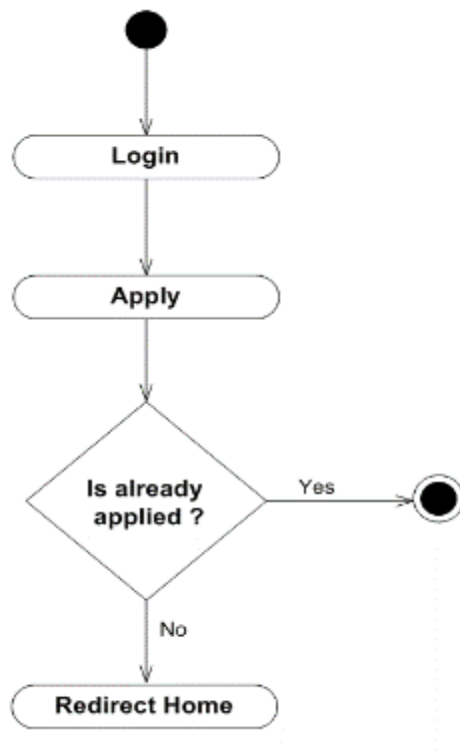 Login
Apply
Is already
applied ?
Yes
No
Redirect Home